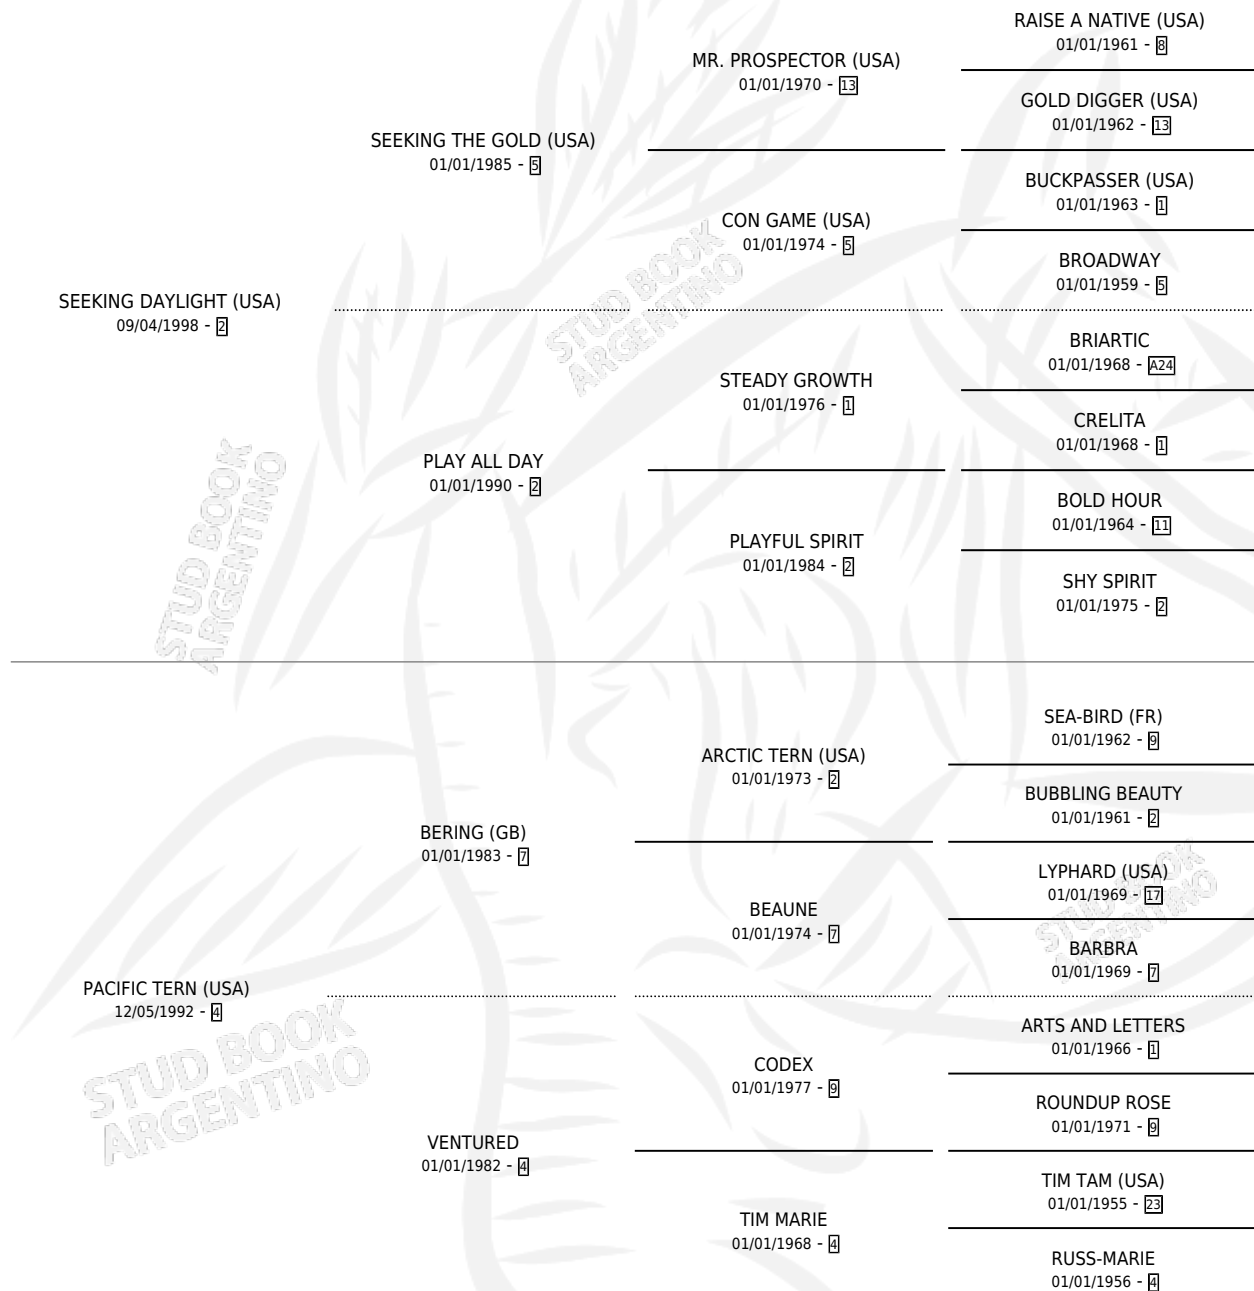 RAISE A NATIVE (USA)
01/01/1961 - 8
MR. PROSPECTOR (USA)
01/01/1970 - 13
GOLD DIGGER (USA)
01/01/1962 - 13
SEEKING THE GOLD (USA)
01/01/1985 - 5
BUCKPASSER (USA)
01/01/1963 - 1
CON GAME (USA)
01/01/1974 - 5
BROADWAY
01/01/1959 - 5
SEEKING DAYLIGHT (USA)
09/04/1998 - 2
BRIARTIC
01/01/1968 - A24
STEADY GROWTH
01/01/1976 - 1
CRELITA
01/01/1968 - 1
PLAY ALL DAY
01/01/1990 - 2
BOLD HOUR
01/01/1964 - 11
PLAYFUL SPIRIT
01/01/1984 - 2
SHY SPIRIT
01/01/1975 - 2
STUD BOOK
ARGENTINO
STUD BOOK
ARGENTINO
SEA-BIRD (FR)
01/01/1962 - 9
ARCTIC TERN (USA)
01/01/1973 - 2
BUBBLING BEAUTY
01/01/1961 - 2
BERING (GB)
01/01/1983 - 7
LYPHARD (USA)
01/01/1969 - 17
BEAUNE
01/01/1974 - 7
BARBRA
01/01/1969 - 7
PACIFIC TERN (USA)
12/05/1992 - 4
ARTS AND LETTERS
01/01/1966 - 1
CODEX
01/01/1977 - 9
ROUNDUP ROSE
01/01/1971 - 9
VENTURED
01/01/1982 - 4
TIM TAM (USA)
01/01/1955 - 23
TIM MARIE
01/01/1968 - 4
RUSS-MARIE
01/01/1956 - 4
STUD BOOK
ARGENTINO
STUD BOOK
ARGENTINO